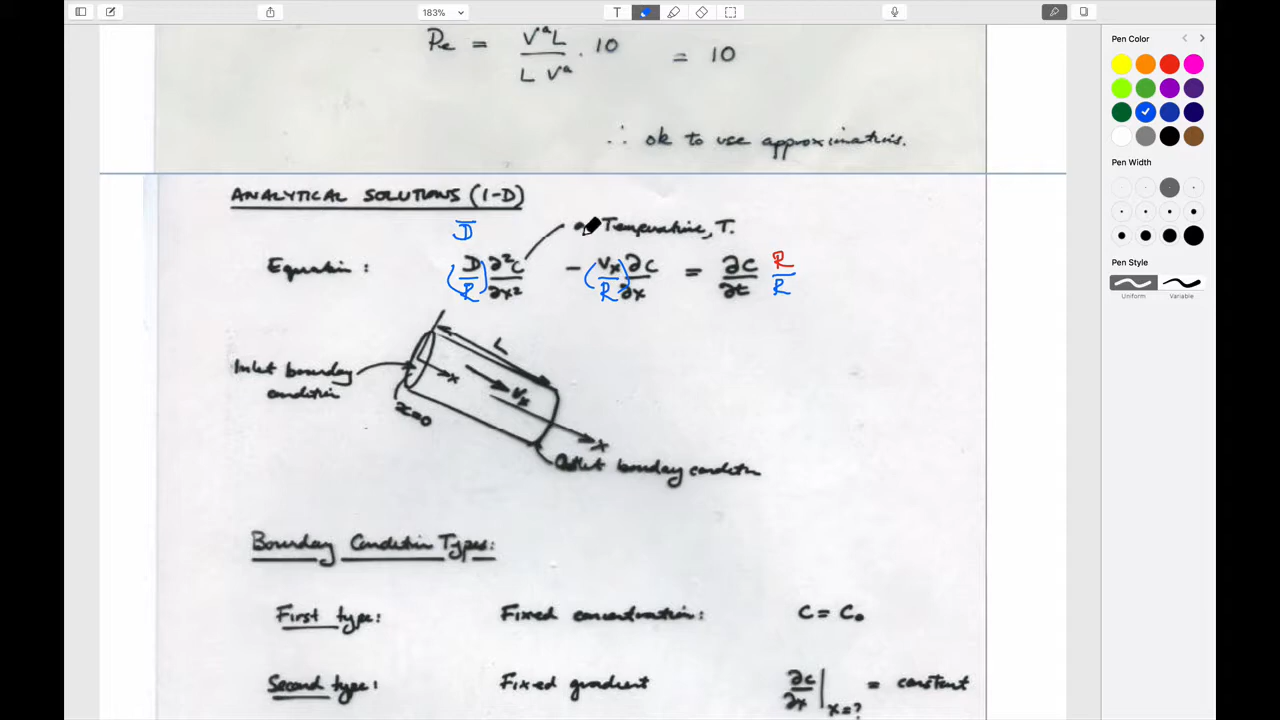 183%
T
Pen Color
Pe = VᵃL / L Vᵃ . 10 = 10
∴ ok to use approximations.
Pen Width
ANALYTICAL SOLUTIONS (1-D)
D̅
Temperature, T.
Equation : (D/R) ∂²c/∂x² - (Vx/R) ∂c/∂x = ∂c/∂t R/R
Pen Style
Uniform Variable
L
Inlet boundary
condition
x
Vx
x=0
x
Outlet boundary condition
Boundary Condition Types:
First type: Fixed concentration: C = C₀
Second type: Fixed gradient ∂c/∂x | x=? = constant